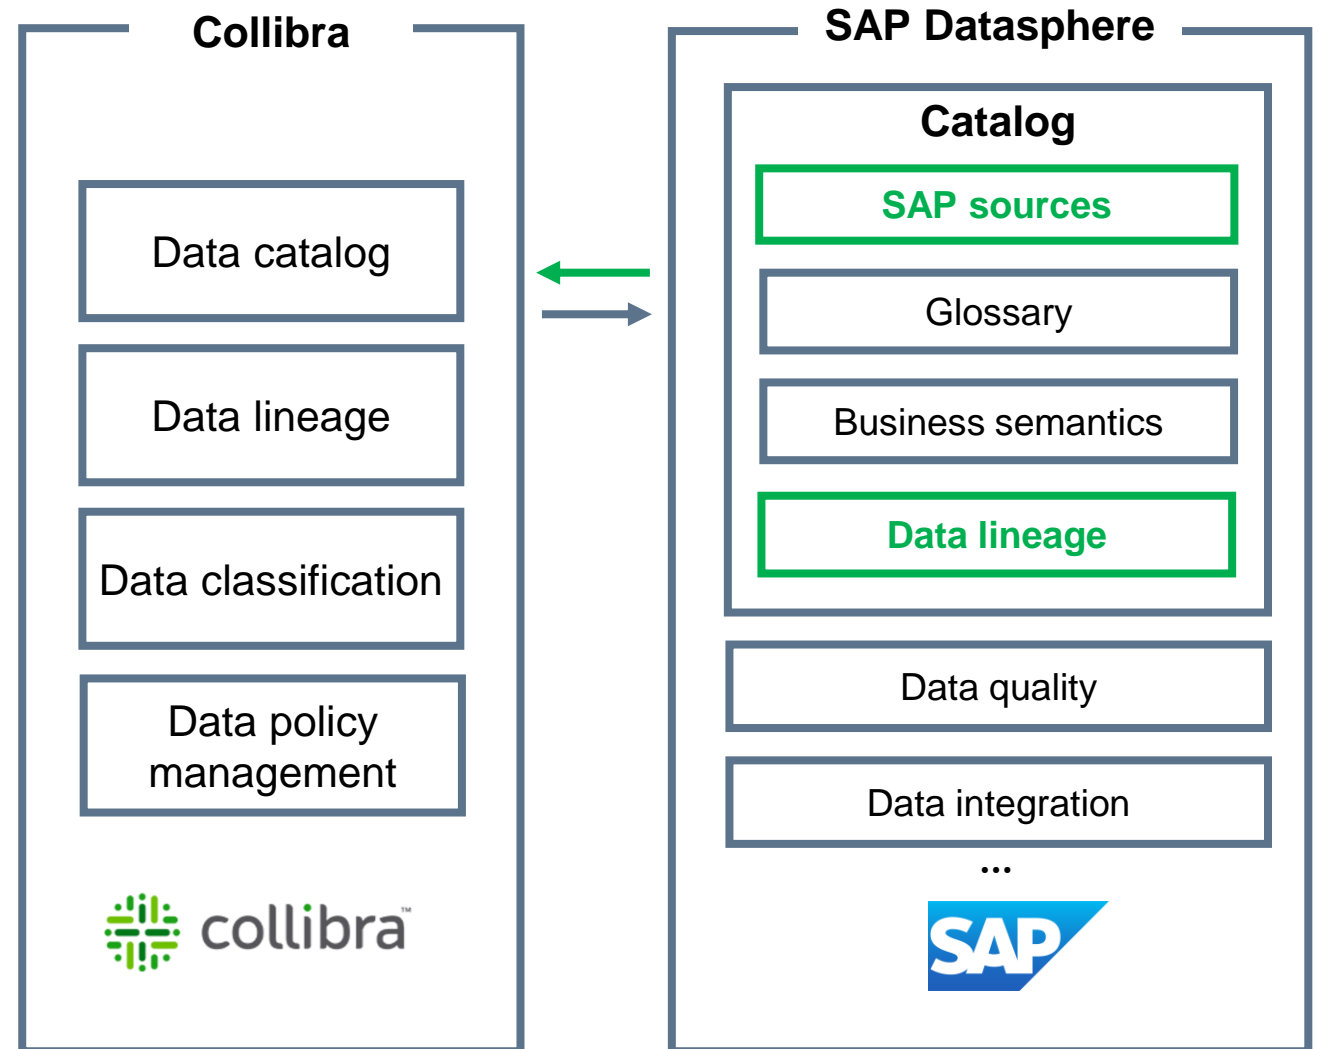 Collibra
Data catalog
Data lineage
Data classification
Data policy
management
collibra™
SAP Datasphere
Catalog
SAP sources
Glossary
Business semantics
Data lineage
Data quality
Data integration
...
SAP